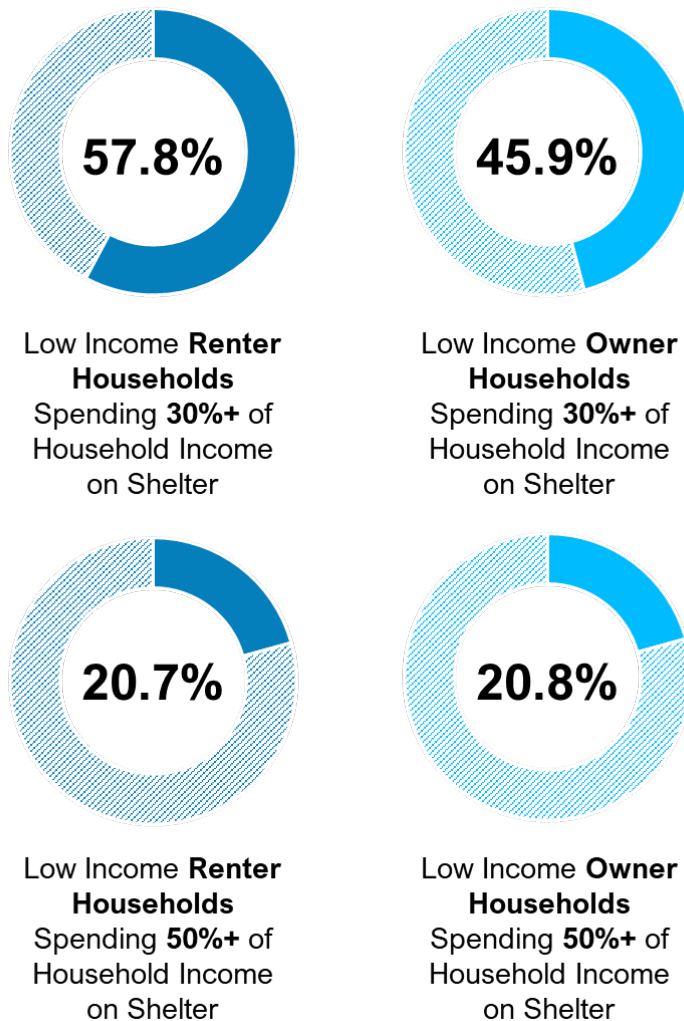 57.8%
45.9%
Low Income Renter
Households
Spending 30%+ of
Household Income
on Shelter
Low Income Owner
Households
Spending 30%+ of
Household Income
on Shelter
20.7%
20.8%
Low Income Renter
Households
Spending 50%+ of
Household Income
on Shelter
Low Income Owner
Households
Spending 50%+ of
Household Income
on Shelter